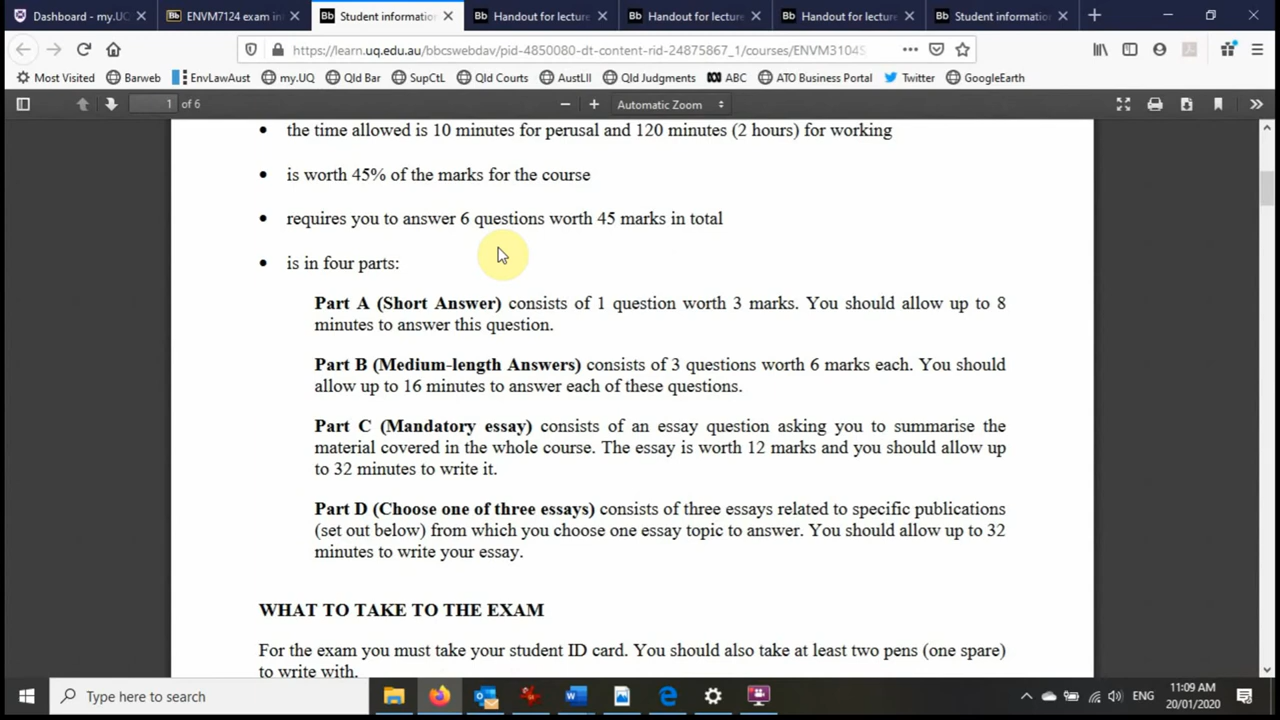 Dashboard - my.U
ENVM7124 exam in
Student informatio
Handout for lecture
Handout for lecture
Handout for lecture
Student informatio
https://learn.uq.edu.au/bbcswebdav/pid-4850080-dt-content-rid-24875867_1/courses/ENVM3104S
Most Visited Barweb EnvLawAust my.UQ Qld Bar SupCtL Qld Courts AustLII Qld Judgments ABC ATO Business Portal Twitter GoogleEarth
1 of 6 Automatic Zoom
• the time allowed is 10 minutes for perusal and 120 minutes (2 hours) for working
• is worth 45% of the marks for the course
• requires you to answer 6 questions worth 45 marks in total
• is in four parts:
Part A (Short Answer) consists of 1 question worth 3 marks. You should allow up to 8
minutes to answer this question.
Part B (Medium-length Answers) consists of 3 questions worth 6 marks each. You should
allow up to 16 minutes to answer each of these questions.
Part C (Mandatory essay) consists of an essay question asking you to summarise the
material covered in the whole course. The essay is worth 12 marks and you should allow up
to 32 minutes to write it.
Part D (Choose one of three essays) consists of three essays related to specific publications
(set out below) from which you choose one essay topic to answer. You should allow up to 32
minutes to write your essay.
WHAT TO TAKE TO THE EXAM
For the exam you must take your student ID card. You should also take at least two pens (one spare)
to write with.
Type here to search
ENG
11:09 AM
20/01/2020